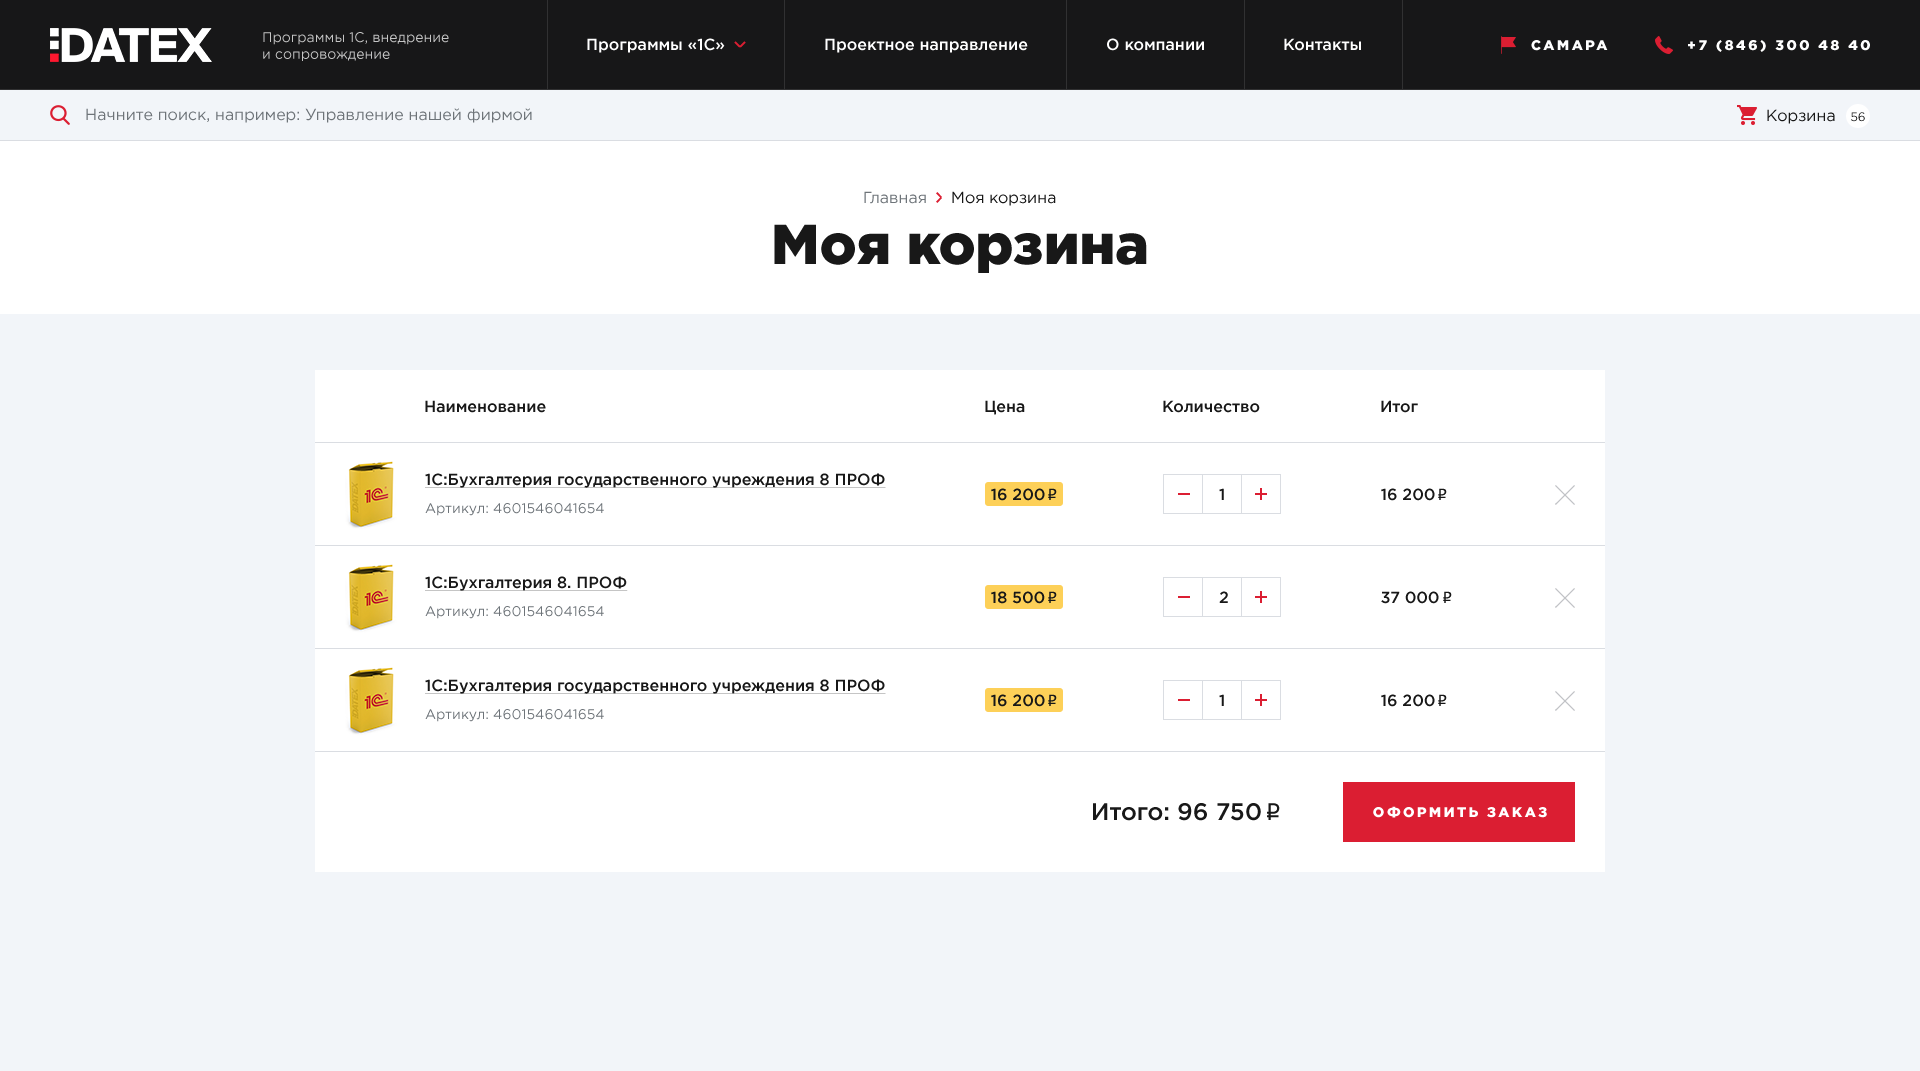 DATEX
Программы 1С, внедрение
и сопровождение
Программы «1С»
Проектное направление
О компании
Контакты
САМАРА
+7 (846) 300 48 40
Начните поиск, например: Управление нашей фирмой
Корзина 56
Главная > Моя корзина
Моя корзина
Наименование Цена Количество Итог
1С:Бухгалтерия государственного учреждения 8 ПРОФ
Артикул: 4601546041654
16 200 ₽ − 1 + 16 200 ₽
1С:Бухгалтерия 8. ПРОФ
Артикул: 4601546041654
18 500 ₽ − 2 + 37 000 ₽
1С:Бухгалтерия государственного учреждения 8 ПРОФ
Артикул: 4601546041654
16 200 ₽ − 1 + 16 200 ₽
Итого: 96 750 ₽
ОФОРМИТЬ ЗАКАЗ